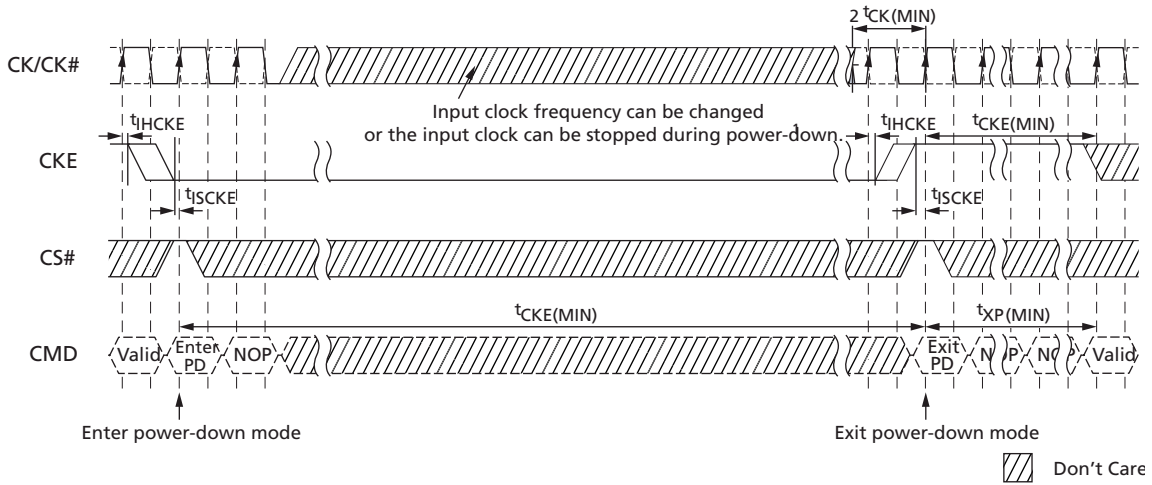 2 tCK(MIN)
CK/CK#
Input clock frequency can be changed
or the input clock can be stopped during power-down.
tIHCKE
tIHCKE
tCKE(MIN)
CKE
tISCKE
tISCKE
CS#
tCKE(MIN)
tXP(MIN)
CMD
Valid
Enter PD
NOP
Exit PD
NOP
NOP
Valid
Enter power-down mode
Exit power-down mode
Don't Care